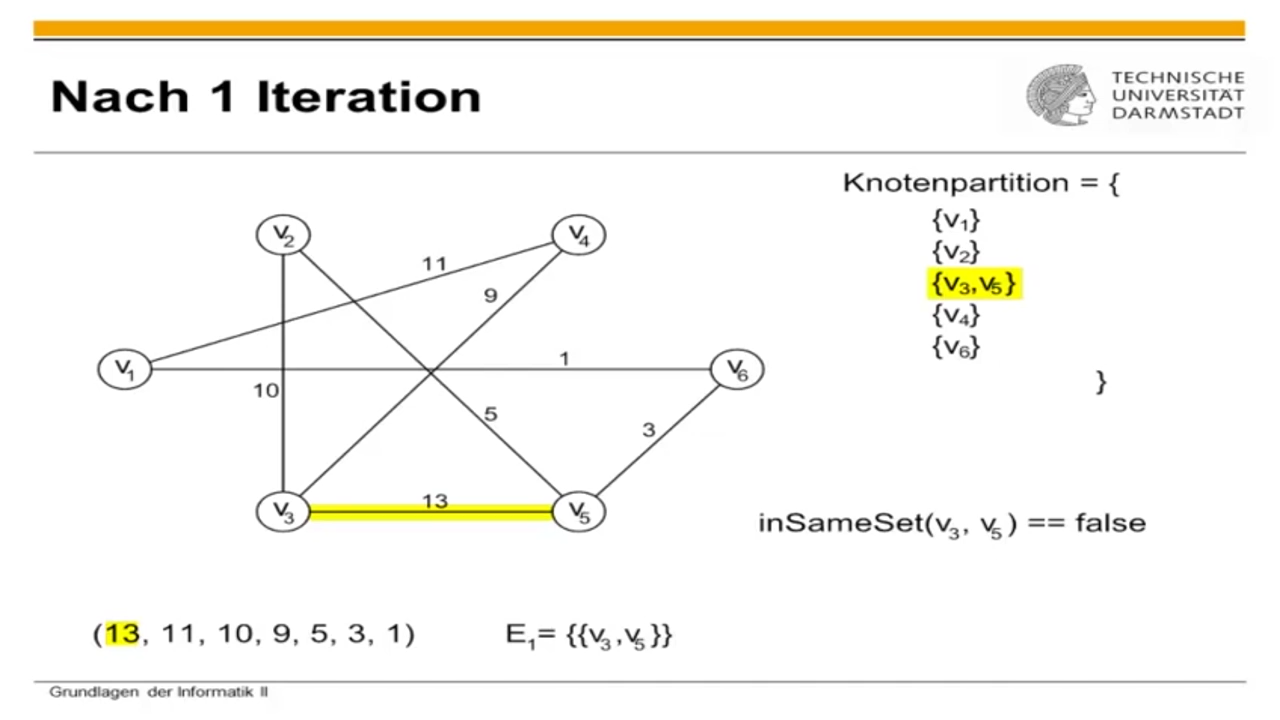 Nach 1 Iteration
TECHNISCHE
UNIVERSITÄT
DARMSTADT
Knotenpartition = {
{v₁}
{v₂}
{v₃,v₅}
{v₄}
{v₆}
}
v₂
v₄
11
9
v₁
1
v₆
10
5
3
v₃
13
v₅
inSameSet(v₃, v₅) == false
(13, 11, 10, 9, 5, 3, 1)
E₁= {{v₃,v₅}}
Grundlagen der Informatik II